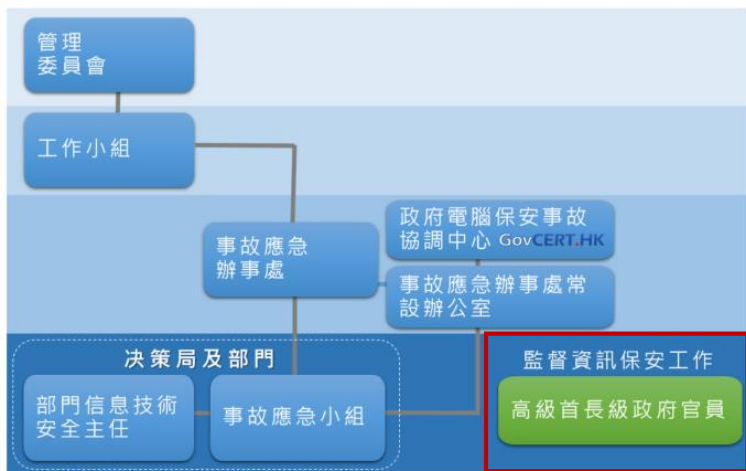 管理
委員會
工作小組
事故應急
辦事處
政府電腦保安事故
協調中心 GovCERT.HK
事故應急辦事處常
設辦公室
決策局及部門
部門信息技術
安全主任
事故應急小組
監督資訊保安工作
高級首長級政府官員